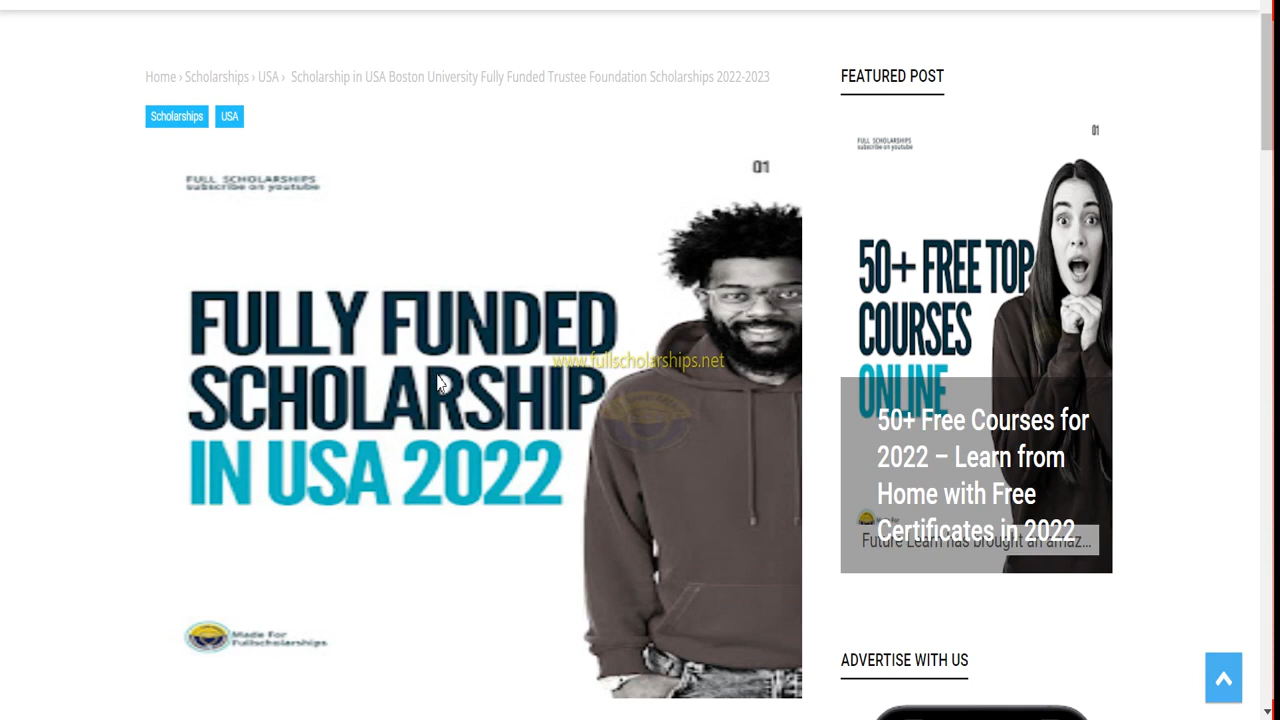 Home › Scholarships › USA › Scholarship in USA Boston University Fully Funded Trustee Foundation Scholarships 2022-2023
Scholarships USA
FULL SCHOLARSHIPS
subscribe on youtube
01
FULLY FUNDED
SCHOLARSHIP
IN USA 2022
www.fullscholarships.net
Made For
Fullscholarships
FEATURED POST
01
FULL SCHOLARSHIPS
subscribe on youtube
50+ FREE TOP
COURSES
ONLINE
50+ Free Courses for
2022 – Learn from
Home with Free
Certificates in 2022
Future Learn has brought an amaz...
ADVERTISE WITH US